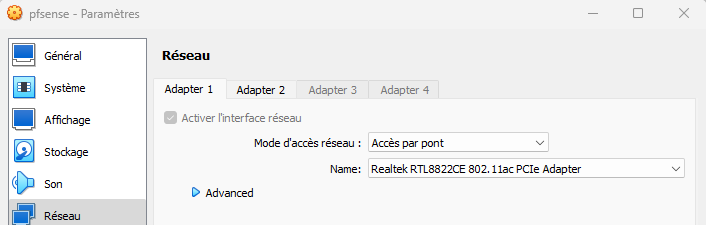 pfsense - Paramètres
Général
Système
Affichage
Stockage
Son
Réseau
Réseau
Adapter 1 Adapter 2 Adapter 3 Adapter 4
Activer l'interface réseau
Mode d'accès réseau : Accès par pont
Name: Realtek RTL8822CE 802.11ac PCIe Adapter
Advanced